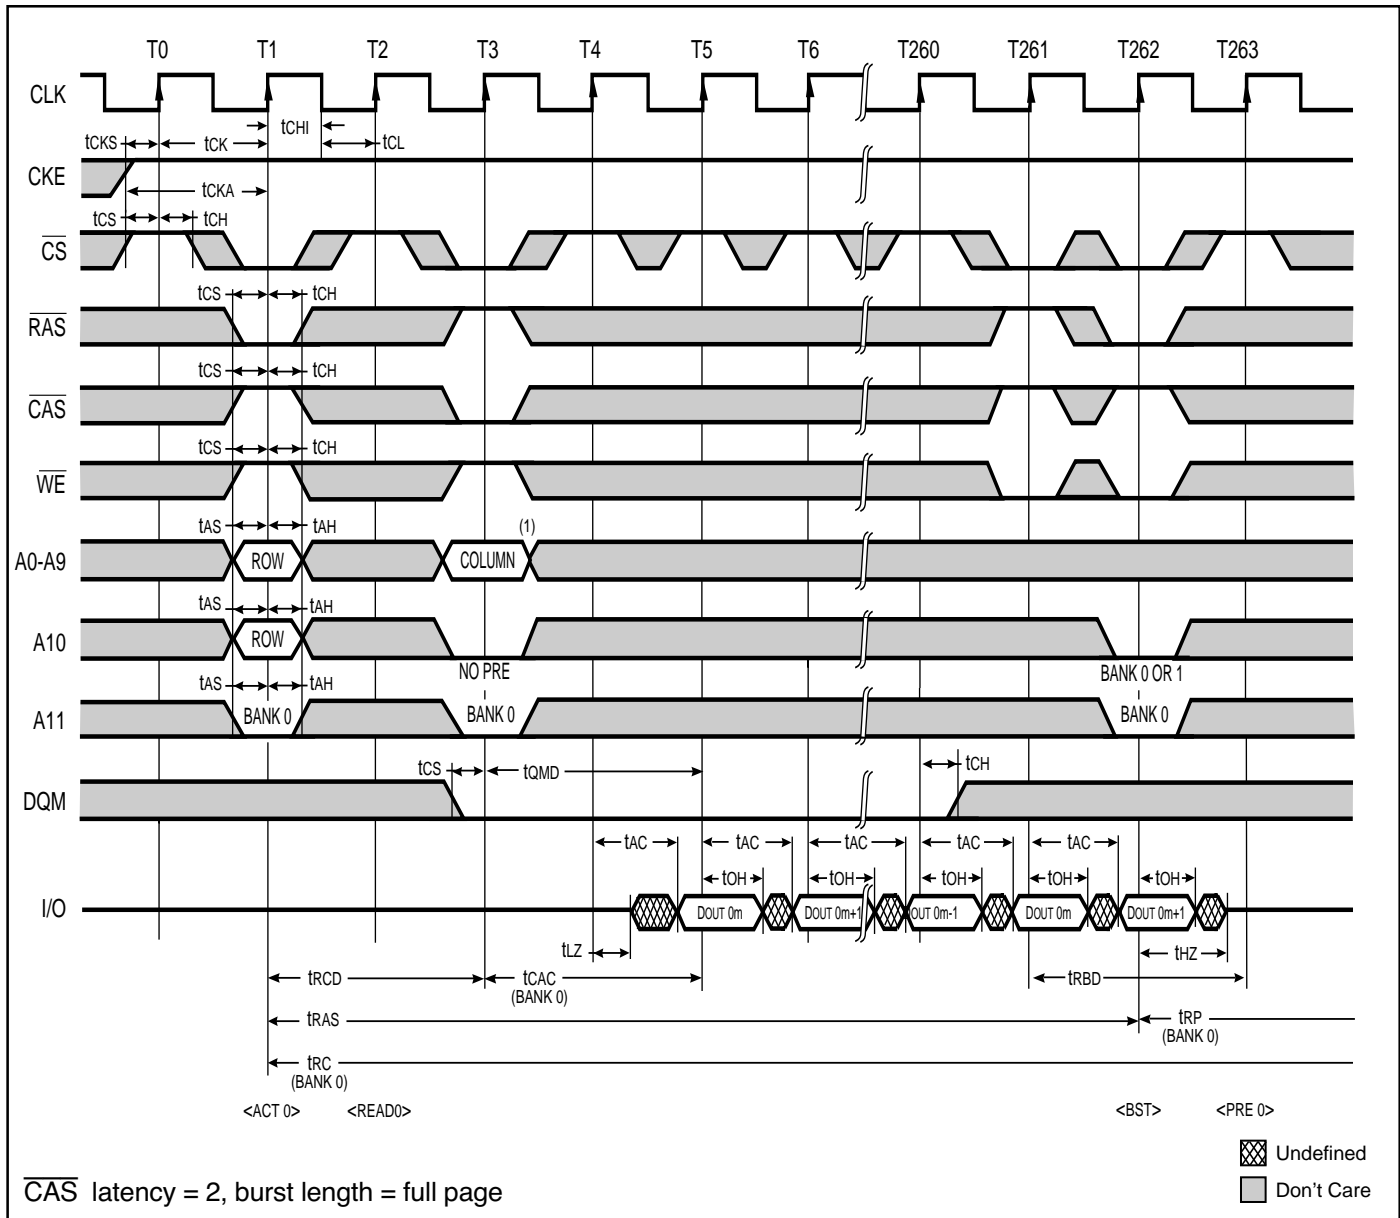 T0 T1 T2 T3 T4 T5 T6 T260 T261 T262 T263
CLK
tCHI
tCKS tCK tCL
CKE
tCKA
tCS tCH
CS
tCS tCH
RAS
tCS tCH
CAS
tCS tCH
WE
tAS tAH (1)
A0-A9 ROW COLUMN
tAS tAH
A10 ROW
NO PRE BANK 0 OR 1
tAS tAH
A11 BANK 0 BANK 0 BANK 0
tCS tQMD tCH
DQM
tAC tAC tAC tAC tAC
tOH tOH tOH tOH tOH
I/O DOUT 0m DOUT 0m+1 OUT 0m-1 DOUT 0m DOUT 0m+1
tLZ tHZ
tRCD tCAC tRBD
(BANK 0)
tRAS tRP
(BANK 0)
tRC
(BANK 0)
<ACT 0> <READ0> <BST> <PRE 0>
Undefined
CAS latency = 2, burst length = full page Don't Care